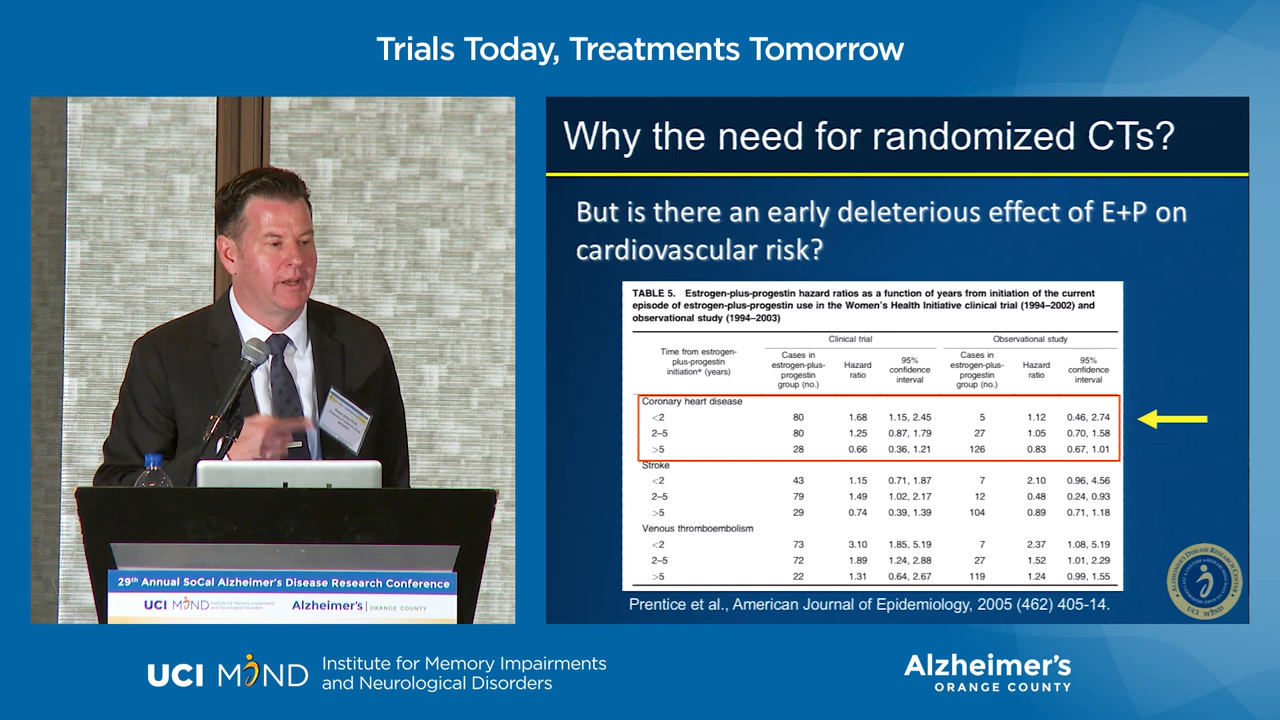 Trials Today, Treatments Tomorrow
Why the need for randomized CTs?
But is there an early deleterious effect of E+P on
cardiovascular risk?
TABLE 5. Estrogen-plus-progestin hazard ratios as a function of years from initiation of the current
episode of estrogen-plus-progestin use in the Women's Health Initiative clinical trial (1994–2002) and
observational study (1994–2003)
Clinical trial Observational study
Time from estrogen-
plus-progestin
initiation* (years)
Cases in
estrogen-plus-
progestin
group (no.)
Hazard
ratio
95%
confidence
interval
Cases in
estrogen-plus-
progestin
group (no.)
Hazard
ratio
95%
confidence
interval
Coronary heart disease
<2 80 1.68 1.15, 2.45 5 1.12 0.46, 2.74
2–5 80 1.25 0.87, 1.79 27 1.05 0.70, 1.58
>5 28 0.66 0.36, 1.21 126 0.83 0.67, 1.01
Stroke
<2 43 1.15 0.71, 1.87 7 2.10 0.96, 4.56
2–5 79 1.49 1.02, 2.17 12 0.48 0.24, 0.93
>5 29 0.74 0.39, 1.39 104 0.89 0.71, 1.18
Venous thromboembolism
<2 73 3.10 1.85, 5.19 7 2.37 1.08, 5.19
2–5 72 1.89 1.24, 2.88 27 1.52 1.01, 2.29
>5 22 1.31 0.64, 2.67 119 1.24 0.99, 1.55
Prentice et al., American Journal of Epidemiology, 2005 (462) 405-14.
ALZHEIMER'S DISEASE RESEARCH CENTER
UCI MIND
29th Annual SoCal Alzheimer's Disease Research Conference
UCI MIND Institute for Memory Impairments
and Neurological Disorders
Alzheimer's | ORANGE COUNTY
UCI MIND
Institute for Memory Impairments
and Neurological Disorders
Alzheimer's
ORANGE COUNTY